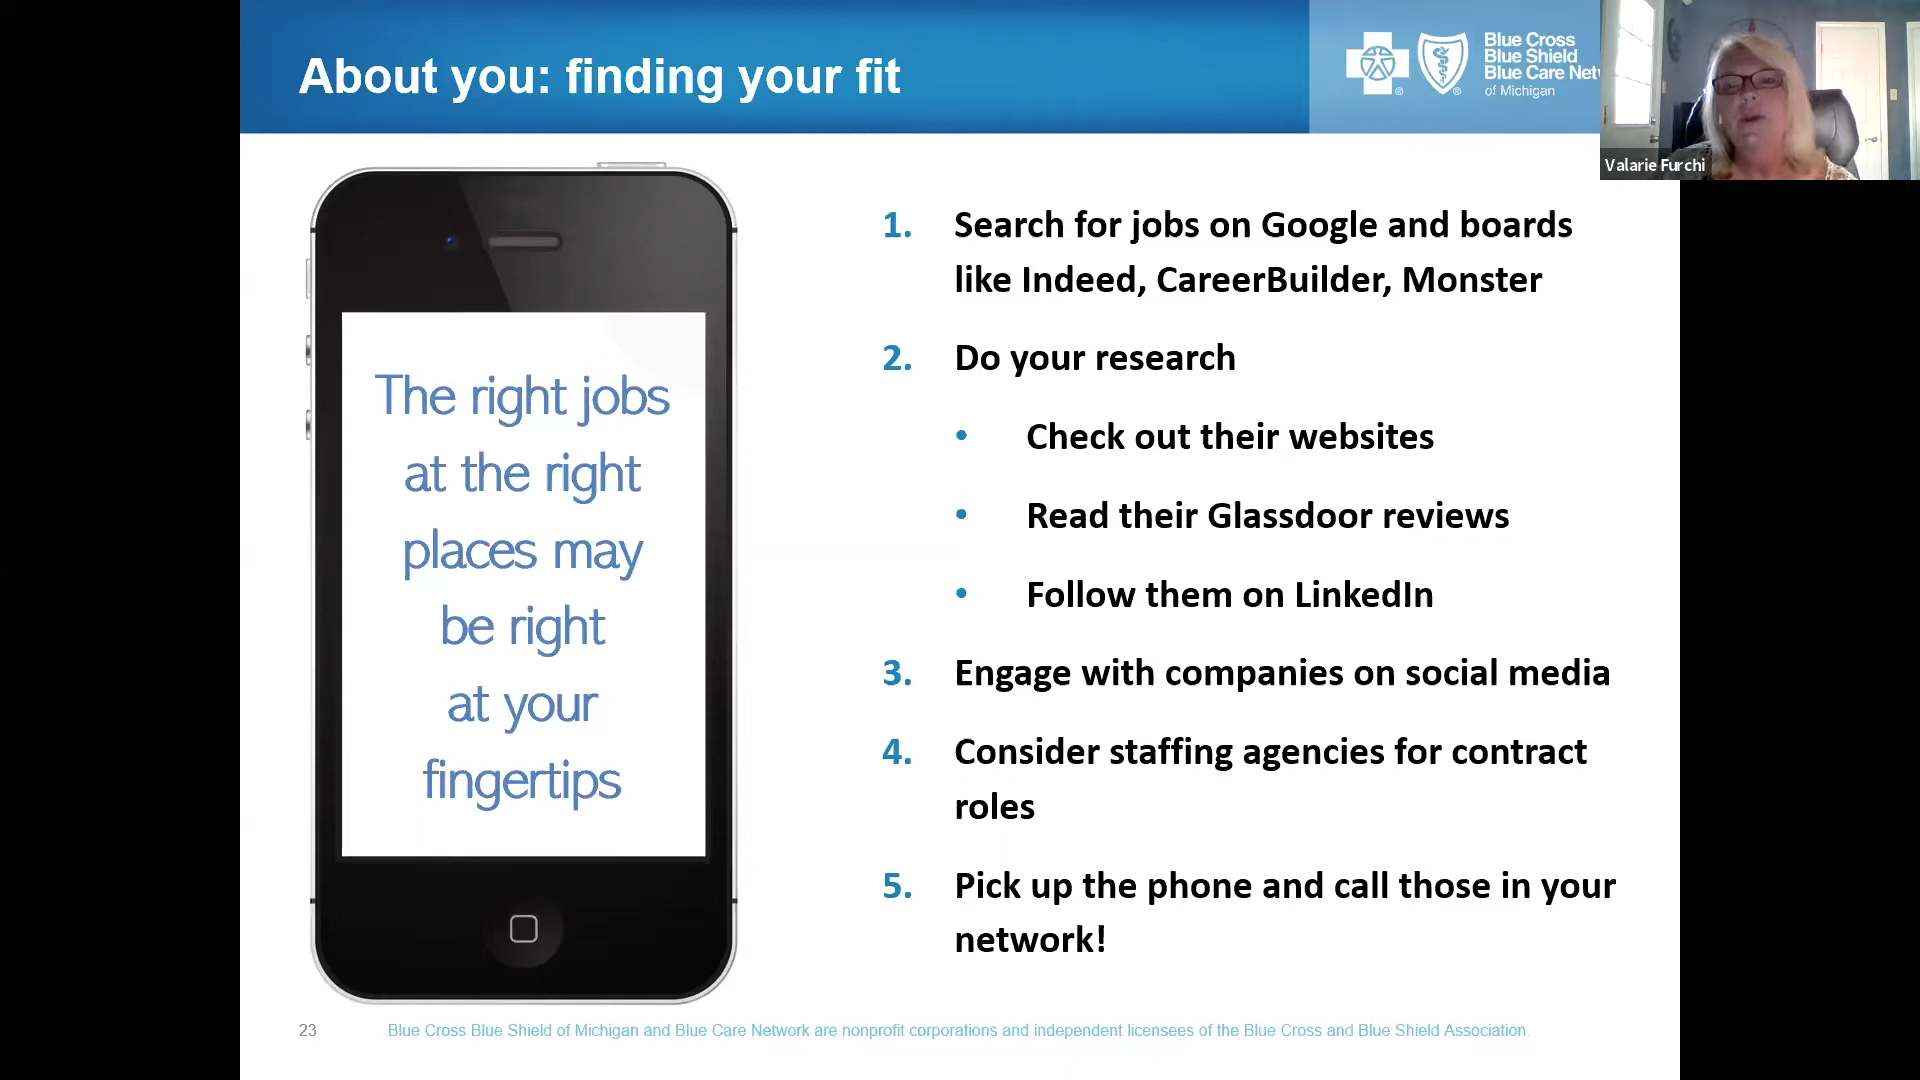 About you: finding your fit
Blue Cross
Blue Shield
Blue Care Net
of Michigan
Valarie Furchi
The right jobs
at the right
places may
be right
at your
fingertips
1. Search for jobs on Google and boards
like Indeed, CareerBuilder, Monster
2. Do your research
• Check out their websites
• Read their Glassdoor reviews
• Follow them on LinkedIn
3. Engage with companies on social media
4. Consider staffing agencies for contract
roles
5. Pick up the phone and call those in your
network!
23
Blue Cross Blue Shield of Michigan and Blue Care Network are nonprofit corporations and independent licensees of the Blue Cross and Blue Shield Association.